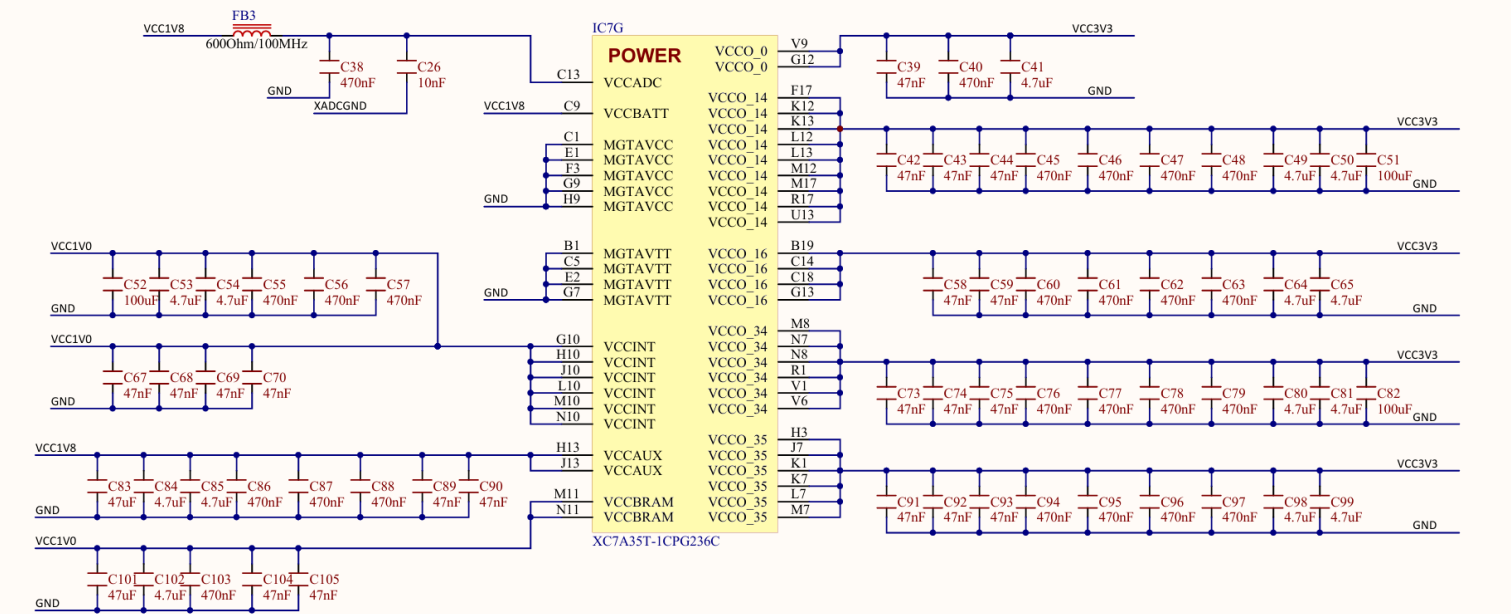 FB3
VCC1V8
600Ohm/100MHz
C38
470nF
C26
10nF
GND
XADCGND
VCC1V8
GND
GND
IC7G
POWER
C13 VCCADC
C9 VCCBATT
C1 MGTAVCC
E1 MGTAVCC
F3 MGTAVCC
G9 MGTAVCC
H9 MGTAVCC
B1 MGTAVTT
C5 MGTAVTT
E2 MGTAVTT
G7 MGTAVTT
G10 VCCINT
H10 VCCINT
J10 VCCINT
L10 VCCINT
M10 VCCINT
N10 VCCINT
H13 VCCAUX
J13 VCCAUX
M11 VCCBRAM
N11 VCCBRAM
VCCO_0 V9
VCCO_0 G12
VCCO_14 F17
VCCO_14 K12
VCCO_14 K13
VCCO_14 L12
VCCO_14 L13
VCCO_14 M12
VCCO_14 M17
VCCO_14 R17
VCCO_14 U13
VCCO_16 B19
VCCO_16 C14
VCCO_16 C18
VCCO_16 G13
VCCO_34 M8
VCCO_34 N7
VCCO_34 N8
VCCO_34 R1
VCCO_34 V1
VCCO_34 V6
VCCO_35 H3
VCCO_35 J7
VCCO_35 K1
VCCO_35 K7
VCCO_35 L7
VCCO_35 M7
XC7A35T-1CPG236C
VCC1V0
C52 C53 C54 C55 C56 C57
100uF 4.7uF 4.7uF 470nF 470nF 470nF
GND
VCC1V0
C67 C68 C69 C70
47nF 47nF 47nF 47nF
GND
VCC1V8
C83 C84 C85 C86 C87 C88 C89 C90
47uF 4.7uF 4.7uF 470nF 470nF 470nF 47nF 47nF
GND
VCC1V0
C101 C102 C103 C104 C105
47uF 4.7uF 470nF 47nF 47nF
GND
VCC3V3
C39 C40 C41
47nF 470nF 4.7uF
GND
VCC3V3
C42 C43 C44 C45 C46 C47 C48 C49 C50 C51
47nF 47nF 47nF 470nF 470nF 470nF 470nF 4.7uF 4.7uF 100uF
GND
VCC3V3
C58 C59 C60 C61 C62 C63 C64 C65
47nF 47nF 470nF 470nF 470nF 470nF 4.7uF 4.7uF
GND
VCC3V3
C73 C74 C75 C76 C77 C78 C79 C80 C81 C82
47nF 47nF 47nF 470nF 470nF 470nF 470nF 4.7uF 4.7uF 100uF
GND
VCC3V3
C91 C92 C93 C94 C95 C96 C97 C98 C99
47nF 47nF 47nF 470nF 470nF 470nF 470nF 4.7uF 4.7uF
GND